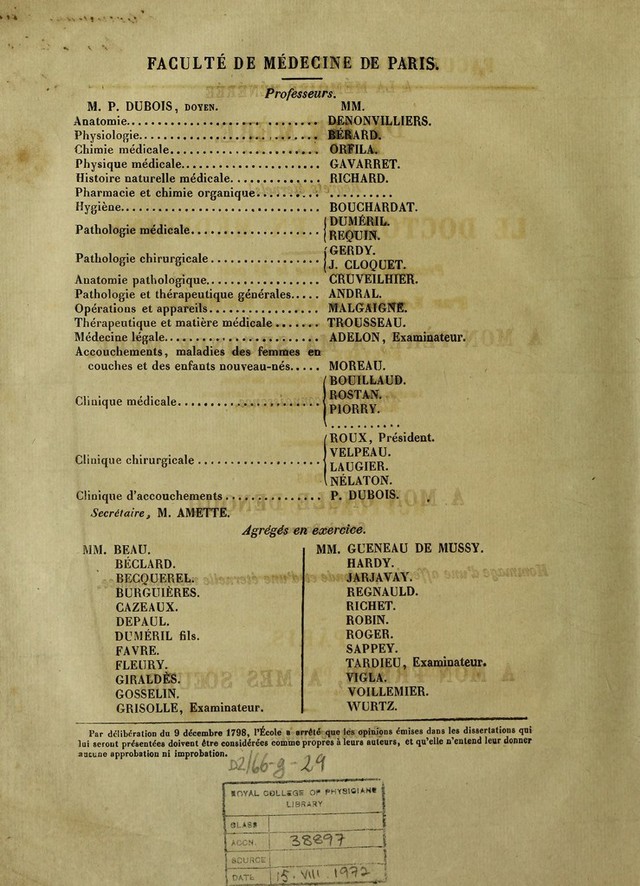 FACULTÉ DE MÉDECINE DE PARIS.
Professeurs.
M. P. DUBOIS, DOYEN. MM.
Anatomie.............................. DENONVILLIERS.
Physiologie............................ BÉRARD.
Chimie médicale....................... ORFILA.
Physique médicale..................... GAVARRET.
Histoire naturelle médicale............. RICHARD.
Pharmacie et chimie organique.......... ..........
Hygiène.............................. BOUCHARDAT.
Pathologie médicale................... { DUMÉRIL.
REQUIN.
Pathologie chirurgicale................ { GERDY.
J. CLOQUET.
Anatomie pathologique................. CRUVEILHIER.
Pathologie et thérapeutique générales..... ANDRAL.
Opérations et appareils................ MALGAIGNE.
Thérapeutique et matière médicale....... TROUSSEAU.
Médecine légale....................... ADELON, Examinateur.
Accouchements, maladies des femmes en
couches et des enfants nouveau-nés..... MOREAU.
Clinique médicale..................... { BOUILLAUD.
ROSTAN.
PIORRY.
...........
Clinique chirurgicale .................. { ROUX, Président.
VELPEAU.
LAUGIER.
NÉLATON.
Clinique d'accouchements............... P. DUBOIS.
Secrétaire, M. AMETTE.
Agrégés en exercice.
MM. BEAU.
BÉCLARD.
BECQUEREL.
BURGUIÈRES.
CAZEAUX.
DEPAUL.
DUMÉRIL fils.
FAVRE.
FLEURY.
GIRALDÈS.
GOSSELIN.
GRISOLLE, Examinateur.
MM. GUENEAU DE MUSSY.
HARDY.
JARJAVAY.
REGNAULD.
RICHET.
ROBIN.
ROGER.
SAPPEY.
TARDIEU, Examinateur.
VIGLA.
VOILLEMIER.
WURTZ.
Par délibération du 9 décembre 1798, l'École a arrêté que les opinions émises dans les dissertations qui
lui seront présentées doivent être considérées comme propres à leurs auteurs, et qu'elle n'entend leur donner
aucune approbation ni improbation.
D2/66-g-29
ROYAL COLLEGE OF PHYSICIANS
LIBRARY
CLASS
ACCN. 38897
SOURCE
DATE 15. VIII. 1972